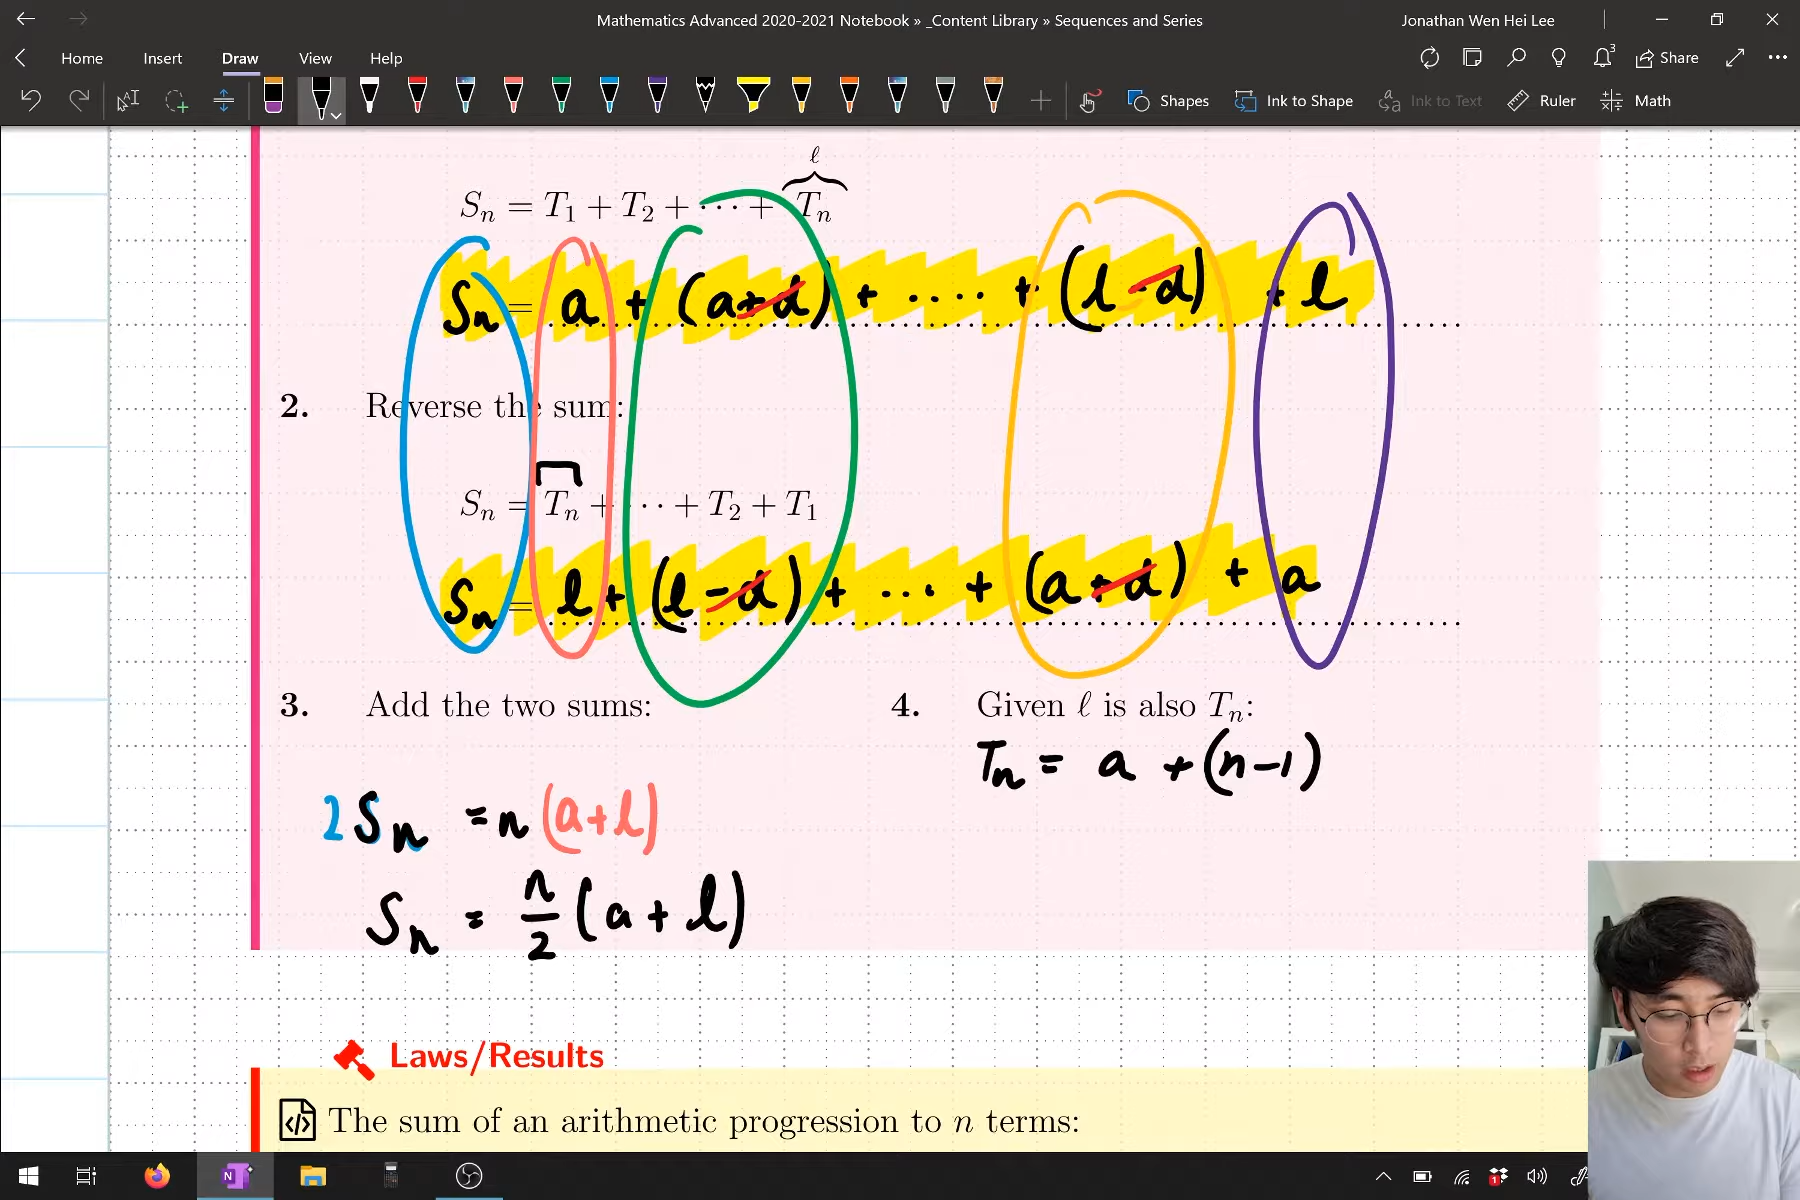 Mathematics Advanced 2020-2021 Notebook » _Content Library » Sequences and Series
Jonathan Wen Hei Lee
Home Insert Draw View Help
3 Share
Shapes Ink to Shape Ink to Text Ruler Math
ℓ
Sₙ = T₁ + T₂ + ⋯ + Tₙ
Sₙ = a + (a+d) + .... + (l-d) + l
2. Reverse the sum:
Sₙ = Tₙ + ⋯ + T₂ + T₁
Sₙ = l + (l-d) + ... + (a+d) + a
3. Add the two sums:
2Sₙ = n(a+l)
Sₙ = n/2 (a + l)
4. Given ℓ is also Tₙ:
Tₙ = a + (n-1)
Laws/Results
</> The sum of an arithmetic progression to n terms:
N
1